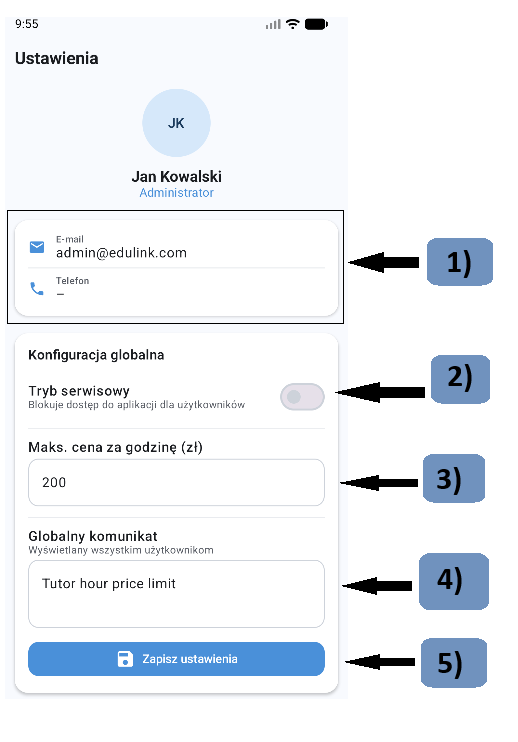 9:55
Ustawienia
JK
Jan Kowalski
Administrator
E-mail
admin@edulink.com
1)
Telefon
–
Konfiguracja globalna
Tryb serwisowy
Blokuje dostęp do aplikacji dla użytkowników
2)
Maks. cena za godzinę (zł)
200
3)
Globalny komunikat
Wyświetlany wszystkim użytkownikom
Tutor hour price limit
4)
Zapisz ustawienia
5)